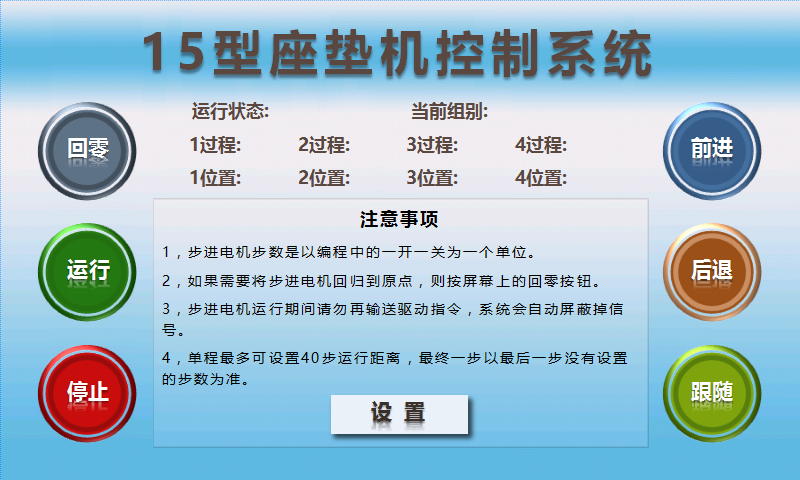 15型座垫机控制系统
运行状态: 当前组别:
回零 1过程: 2过程: 3过程: 4过程: 前进
1位置: 2位置: 3位置: 4位置:
注意事项
1，步进电机步数是以编程中的一开一关为一个单位。
运行 2，如果需要将步进电机回归到原点，则按屏幕上的回零按钮。 后退
3，步进电机运行期间请勿再输送驱动指令，系统会自动屏蔽掉信
号。
4，单程最多可设置40步运行距离，最终一步以最后一步没有设置
的步数为准。
停止 跟随
设 置